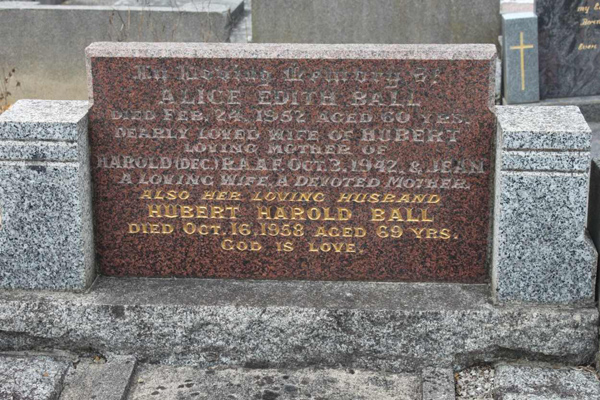 In Loving Memory of
ALICE EDITH BALL
DIED FEB. 24, 1952 AGED 60 YRS.
DEARLY LOVED WIFE OF HUBERT
LOVING MOTHER OF
HAROLD (DEC.) R.A.A.F. OCT. 3, 1942, & JEAN
A LOVING WIFE, A DEVOTED MOTHER.
ALSO HER LOVING HUSBAND
HUBERT HAROLD BALL
DIED OCT. 16, 1958 AGED 69 YRS.
GOD IS LOVE.